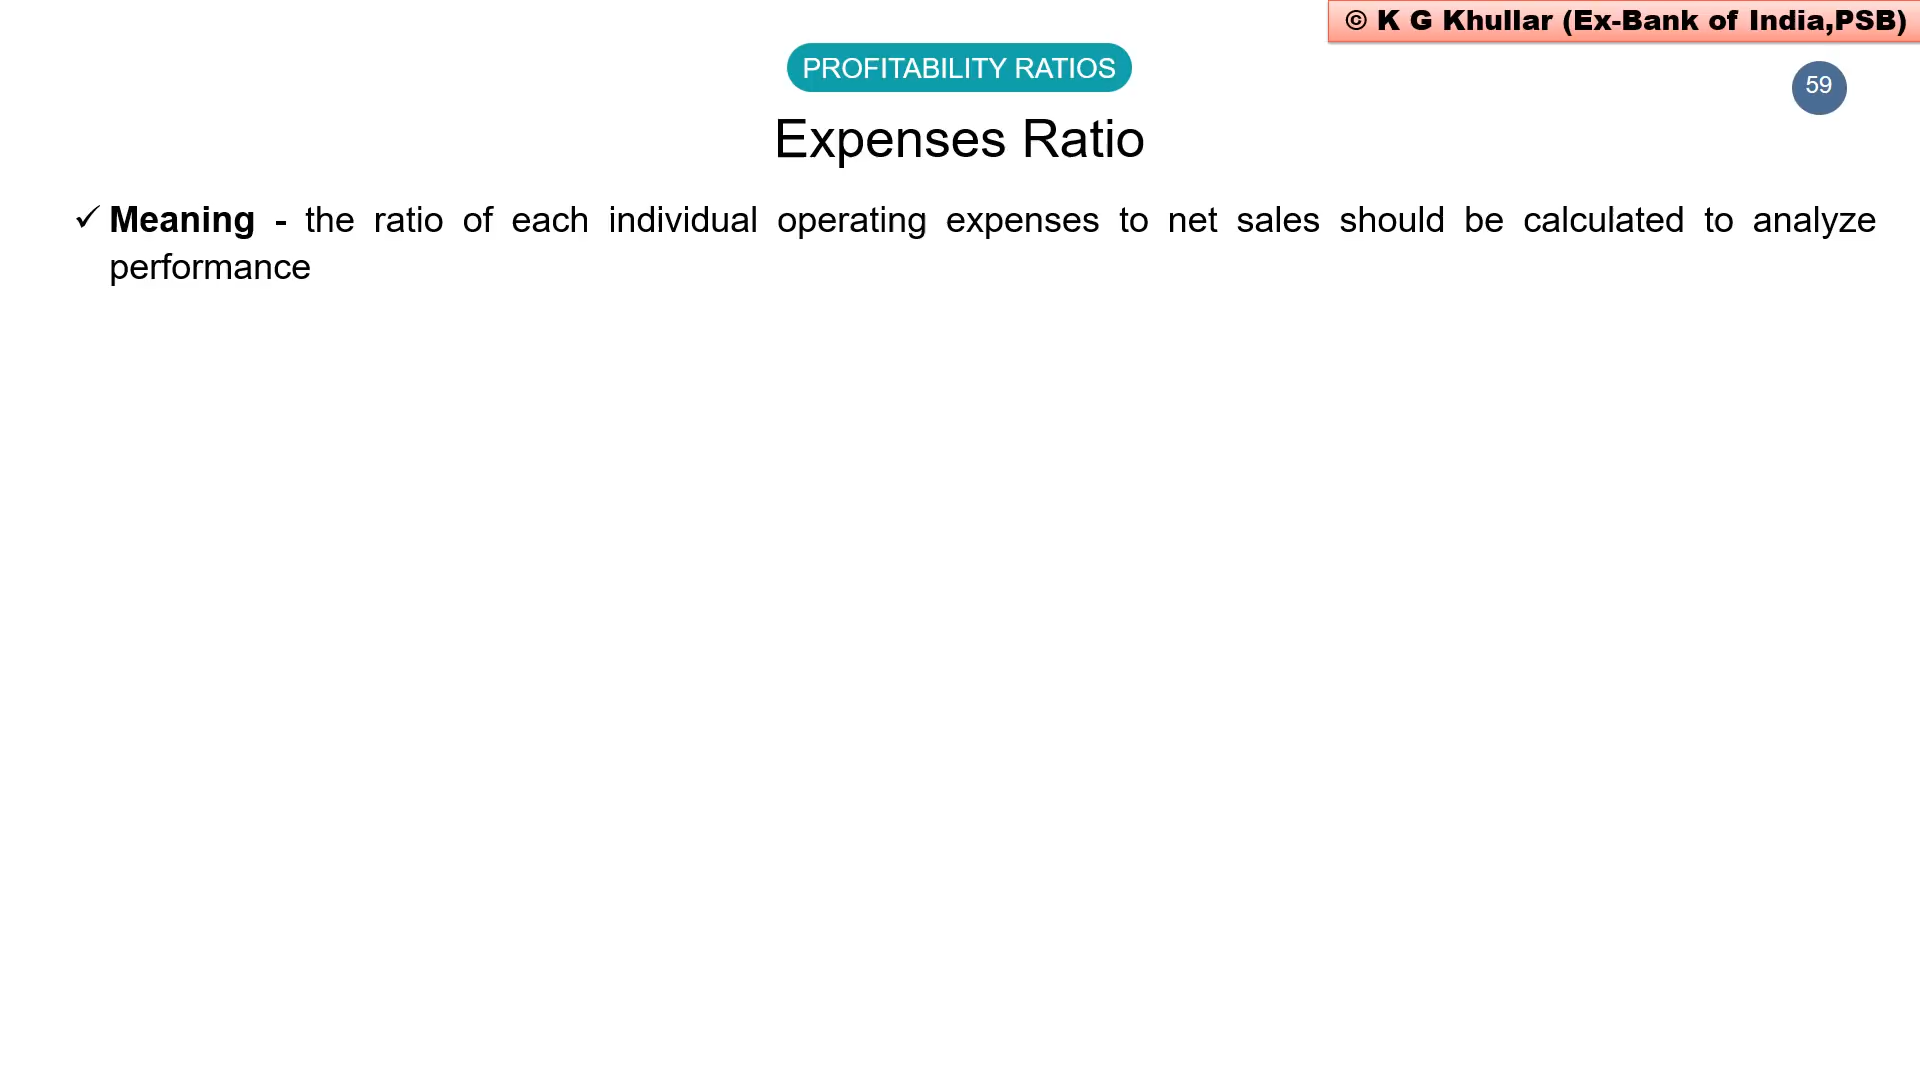 © K G Khullar (Ex-Bank of India,PSB)
PROFITABILITY RATIOS
59
Expenses Ratio
✓ Meaning - the ratio of each individual operating expenses to net sales should be calculated to analyze
performance